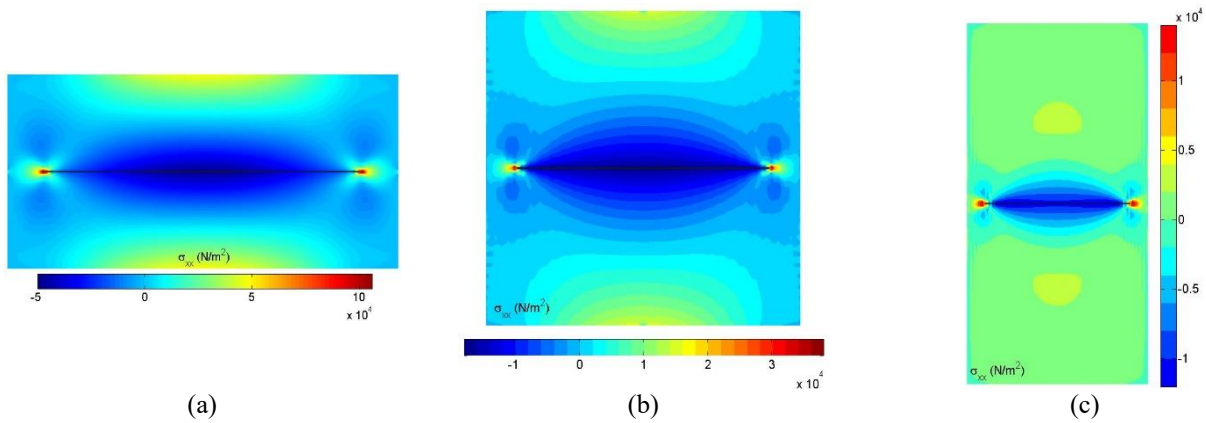 σxx (N/m²)
-5 0 5 10
x 10⁴
(a)
σxx (N/m²)
-1 0 1 2 3
x 10⁴
(b)
x 10⁴
1
0.5
0
-0.5
-1
σxx (N/m²)
(c)